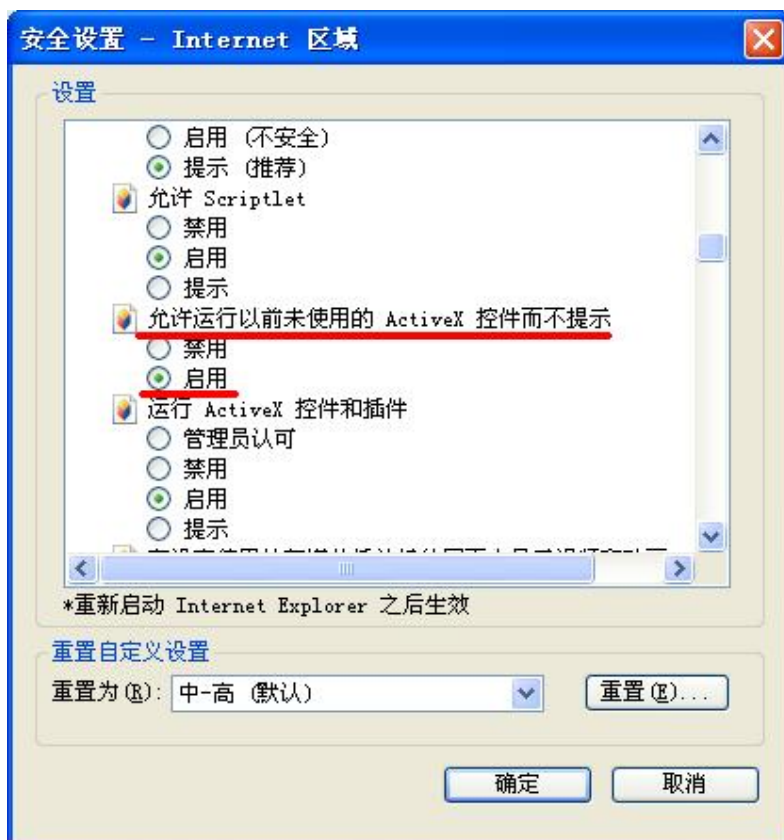 安全设置 - Internet 区域
设置
启用 (不安全)
提示 (推荐)
允许 Scriptlet
禁用
启用
提示
允许运行以前未使用的 ActiveX 控件而不提示
禁用
启用
运行 ActiveX 控件和插件
管理员认可
禁用
启用
提示
*重新启动 Internet Explorer 之后生效
重置自定义设置
重置为(R): 中-高 (默认) 重置(E)...
确定 取消